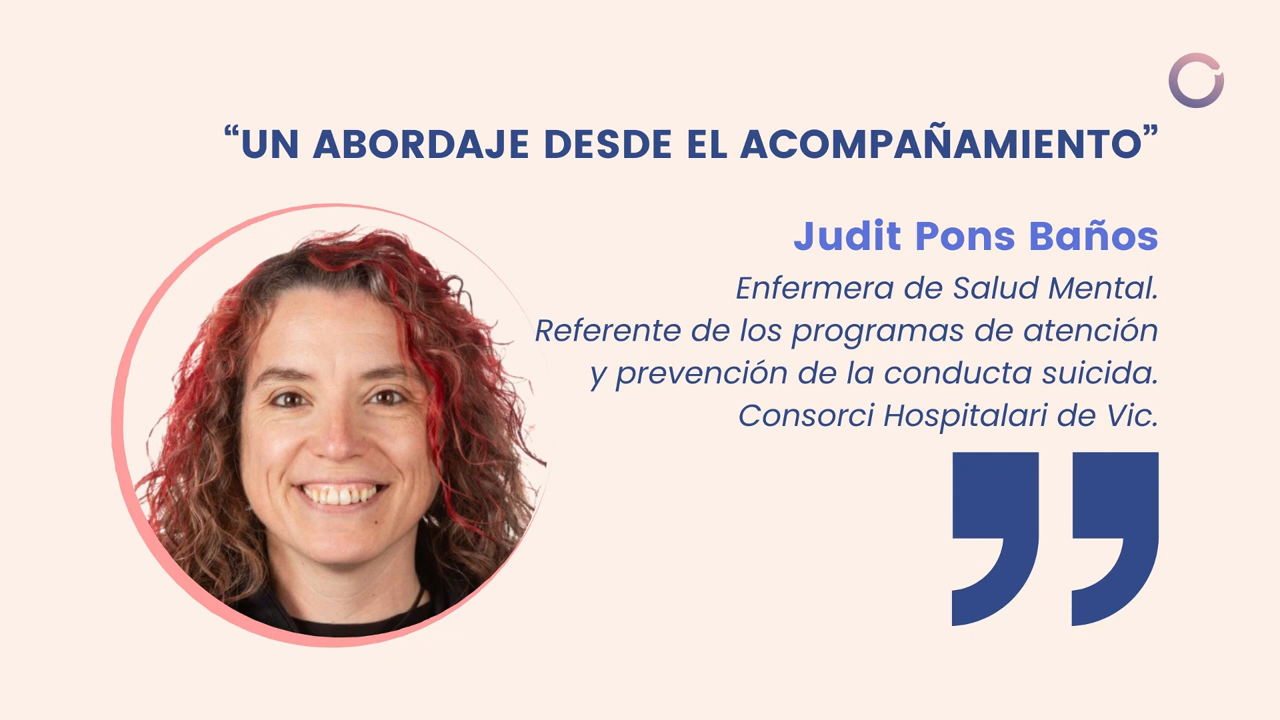 “UN ABORDAJE DESDE EL ACOMPAÑAMIENTO”
Judit Pons Baños
Enfermera de Salud Mental.
Referente de los programas de atención
y prevención de la conducta suicida.
Consorci Hospitalari de Vic.